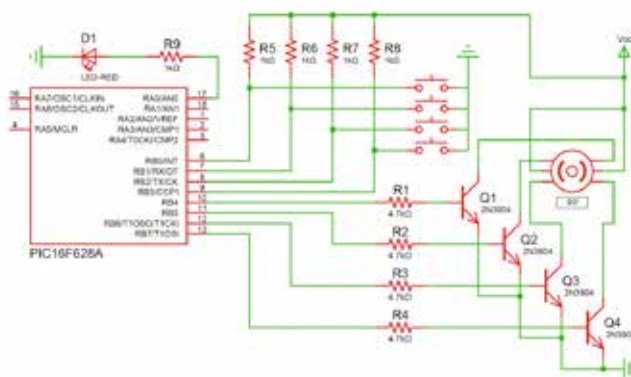 D1
LED-RED
R9
1kΩ
R5
1kΩ
R6
1kΩ
R7
1kΩ
R8
1kΩ
16
15
4
RA7/OSC1/CLKIN
RA6/OSC2/CLKOUT
RA5/MCLR
RA0/AN0
RA1/AN1
RA2/AN2/VREF
RA3/AN3/CMP1
RA4/T0CKI/CMP2
RB0/INT
RB1/RX/DT
RB2/TX/CK
RB3/CCP1
RB4
RB5
RB6/T1OSO/T1CKI
RB7/T1OSI
17
18
1
2
3
6
7
8
9
10
11
12
13
PIC16F628A
R1
4.7kΩ
R2
4.7kΩ
R3
4.7kΩ
R4
4.7kΩ
Q1
2N3904
Q2
2N3904
Q3
2N3904
Q4